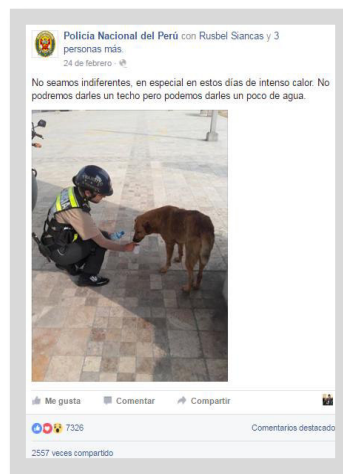 Policía Nacional del Perú con Rusbel Siancas y 3
personas más.
24 de febrero ·
No seamos indiferentes, en especial en estos días de intenso calor. No
podremos darles un techo pero podemos darles un poco de agua.
Me gusta Comentar Compartir
7326 Comentarios destacado
2557 veces compartido